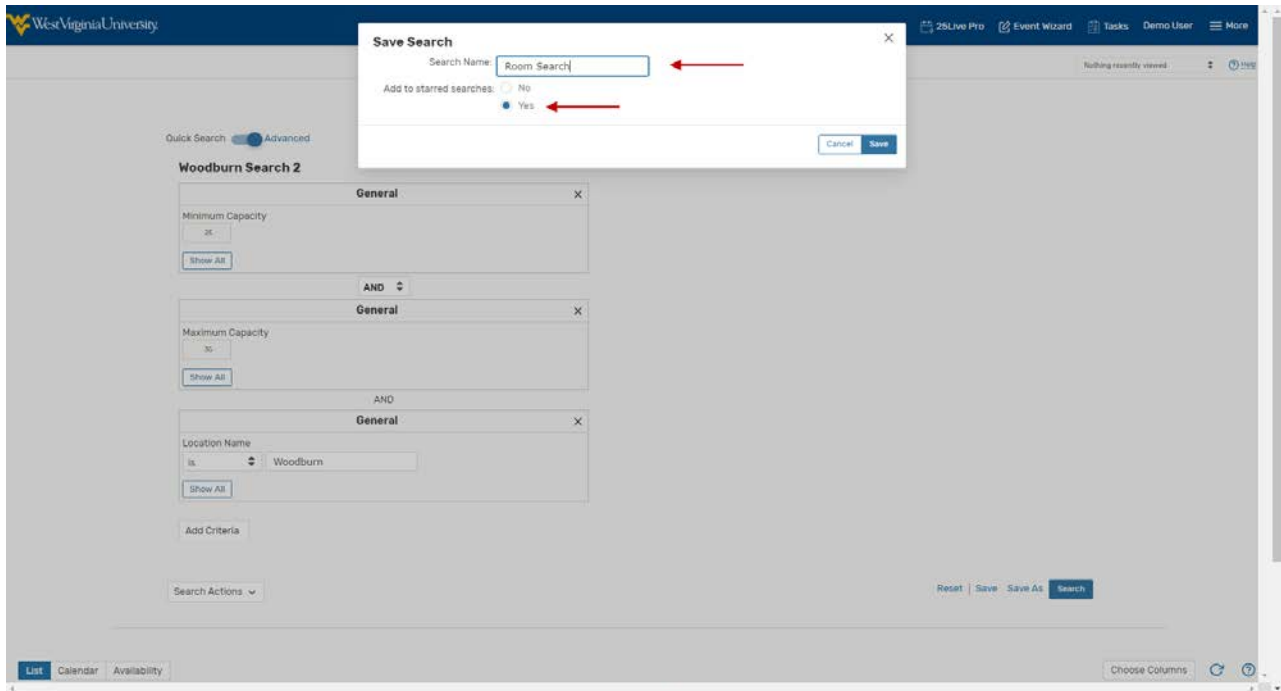 WestVirginiaUniversity.
25Live Pro Event Wizard Tasks Demo User More
Save Search
Search Name: Room Search
Nothing recently viewed Help
Add to starred searches: No
Yes
Cancel Save
Quick Search Advanced
Woodburn Search 2
General
Minimum Capacity
25
Show All
AND
General
Maximum Capacity
Show All
AND
General
Location Name
is Woodburn
Show All
Add Criteria
Search Actions
Reset | Save Save As Search
List Calendar Availability
Choose Columns